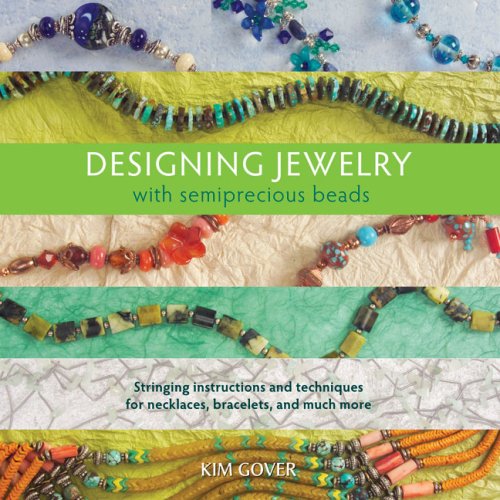 DESIGNING JEWELRY
with semiprecious beads
Stringing instructions and techniques
for necklaces, bracelets, and much more
KIM GOVER